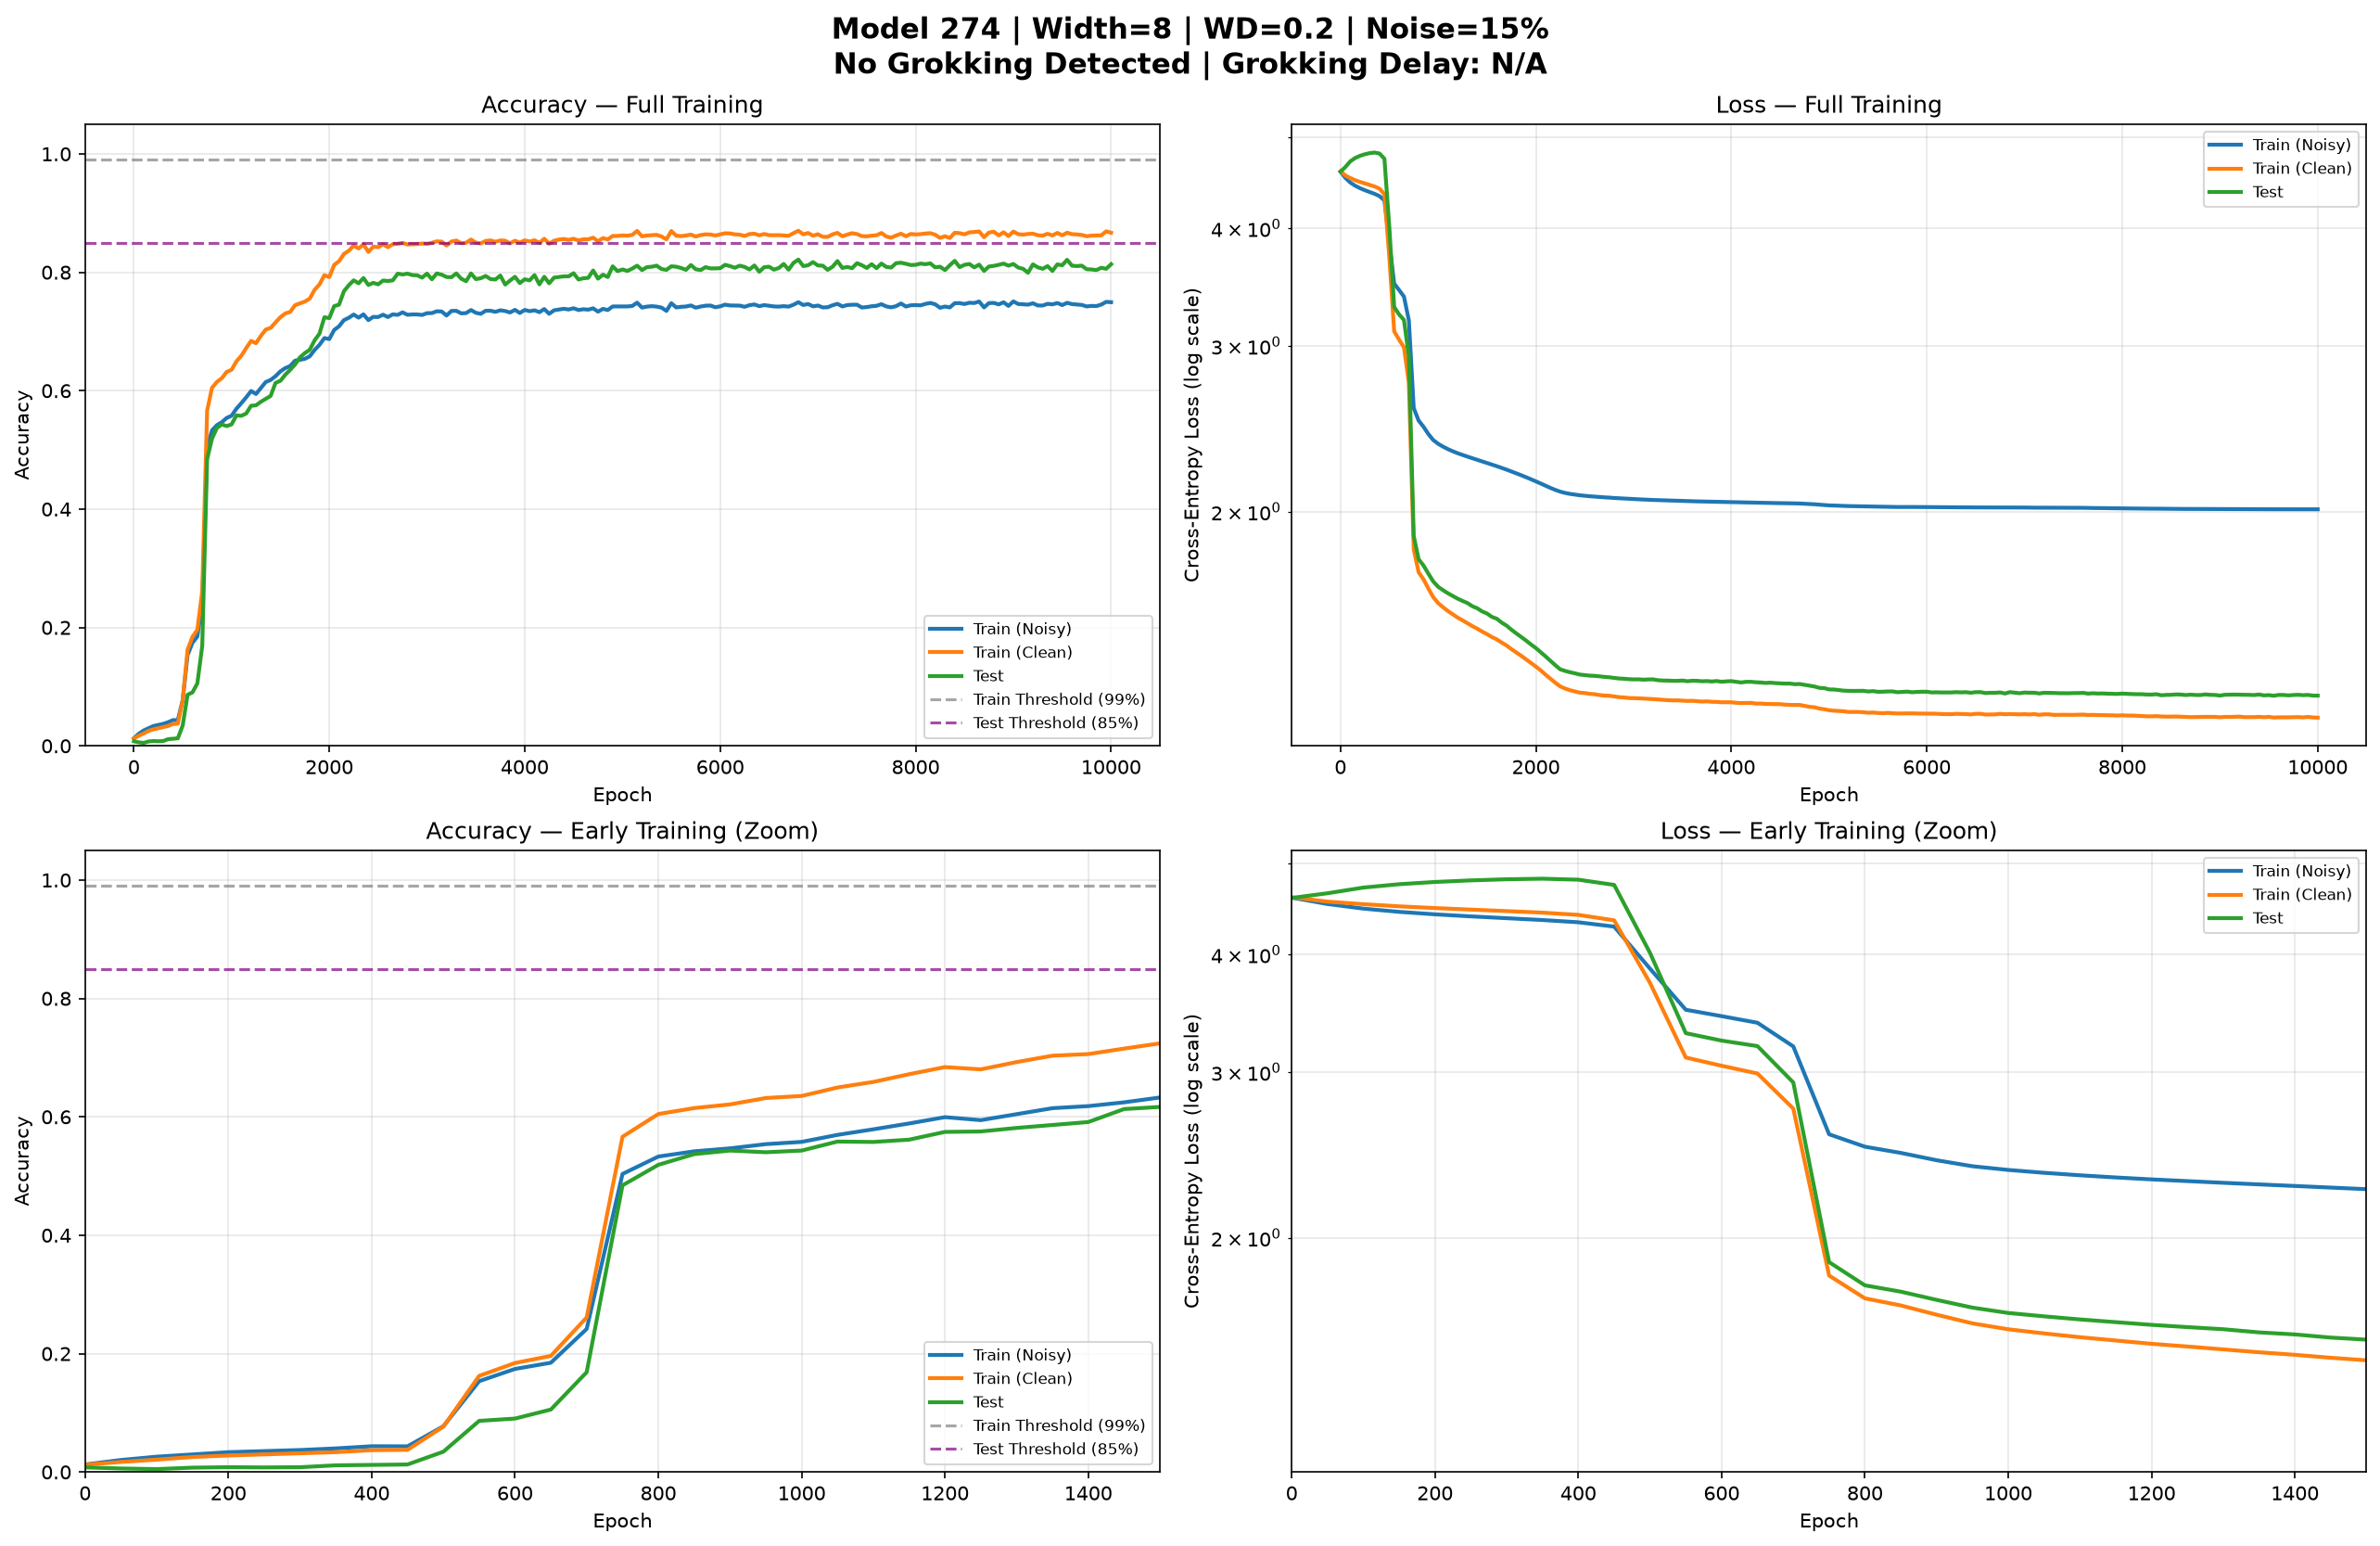 Model 274 | Width=8 | WD=0.2 | Noise=15%
No Grokking Detected | Grokking Delay: N/A
Accuracy — Full Training
1.0
0.8
0.6
0.4
0.2
0.0
Accuracy
0
2000
4000
6000
8000
10000
Epoch
Train (Noisy)
Train (Clean)
Test
Train Threshold (99%)
Test Threshold (85%)
Loss — Full Training
4 × 10⁰
3 × 10⁰
2 × 10⁰
Cross-Entropy Loss (log scale)
0
2000
4000
6000
8000
10000
Epoch
Train (Noisy)
Train (Clean)
Test
Accuracy — Early Training (Zoom)
1.0
0.8
0.6
0.4
0.2
0.0
Accuracy
0
200
400
600
800
1000
1200
1400
Epoch
Train (Noisy)
Train (Clean)
Test
Train Threshold (99%)
Test Threshold (85%)
Loss — Early Training (Zoom)
4 × 10⁰
3 × 10⁰
2 × 10⁰
Cross-Entropy Loss (log scale)
0
200
400
600
800
1000
1200
1400
Epoch
Train (Noisy)
Train (Clean)
Test